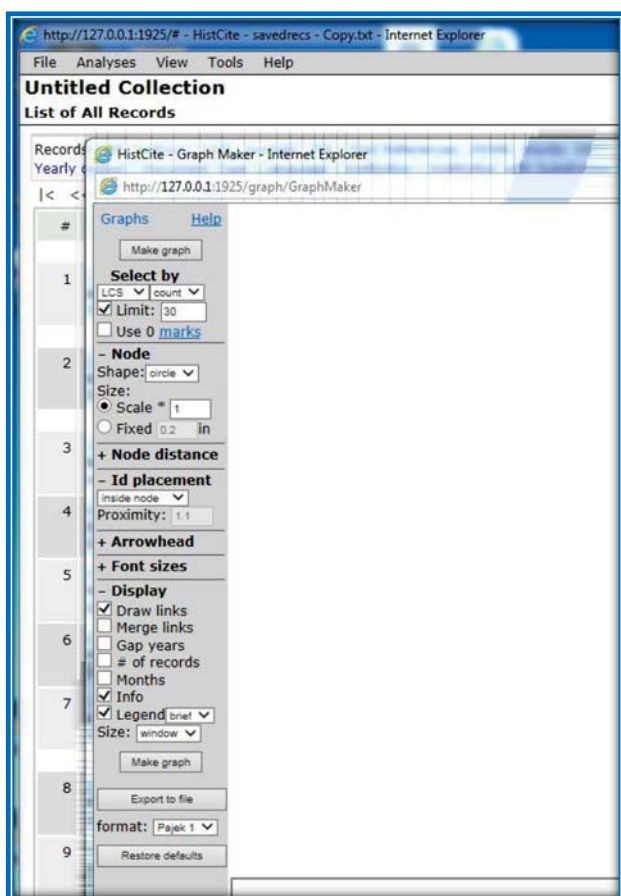 http://127.0.0.1:1925/# - HistCite - savedrecs - Copy.txt - Internet Explorer
File Analyses View Tools Help
Untitled Collection
List of All Records
Records
Yearly
HistCite - Graph Maker - Internet Explorer
http://127.0.0.1:1925/graph/GraphMaker
|< <
#
Graphs Help
Make graph
1
Select by
LCS count
Limit: 30
Use 0 marks
2
– Node
Shape: circle
Size:
Scale * 1
Fixed 0.2 in
3
+ Node distance
– Id placement
inside node
4
Proximity: 1.1
+ Arrowhead
5
+ Font sizes
– Display
Draw links
Merge links
6
Gap years
# of records
Months
7
Info
Legend brief
Size: window
Make graph
8
Export to file
format: Pajek 1
9
Restore defaults